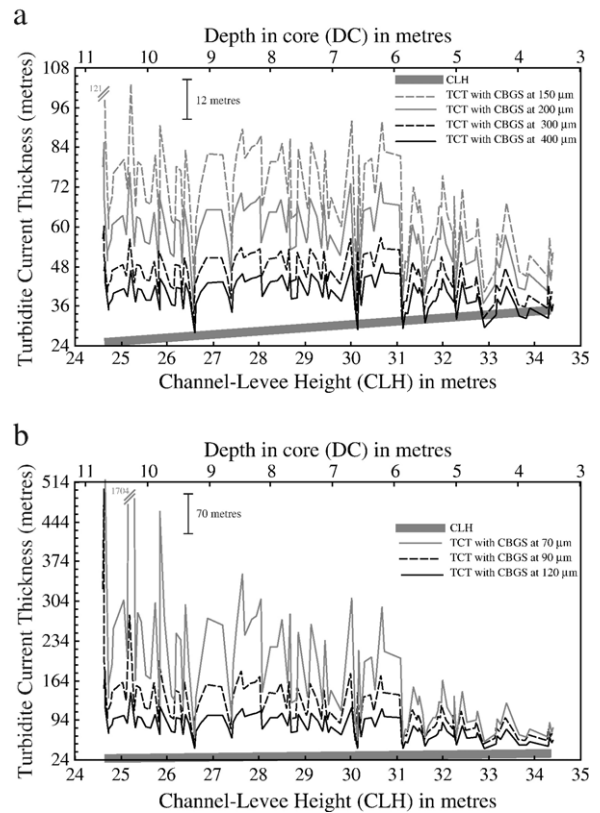 a
Depth in core (DC) in metres
11 10 9 8 7 6 5 4 3
Turbidite Current Thickness (metres)
108
96
84
72
60
48
36
24
121
12 metres
CLH
TCT with CBGS at 150 μm
TCT with CBGS at 200 μm
TCT with CBGS at 300 μm
TCT with CBGS at 400 μm
24 25 26 27 28 29 30 31 32 33 34 35
Channel-Levee Height (CLH) in metres
b
Depth in core (DC) in metres
11 10 9 8 7 6 5 4 3
Turbidite Current Thickness (metres)
514
444
374
304
234
164
94
24
1704
70 metres
CLH
TCT with CBGS at 70 μm
TCT with CBGS at 90 μm
TCT with CBGS at 120 μm
24 25 26 27 28 29 30 31 32 33 34 35
Channel-Levee Height (CLH) in metres